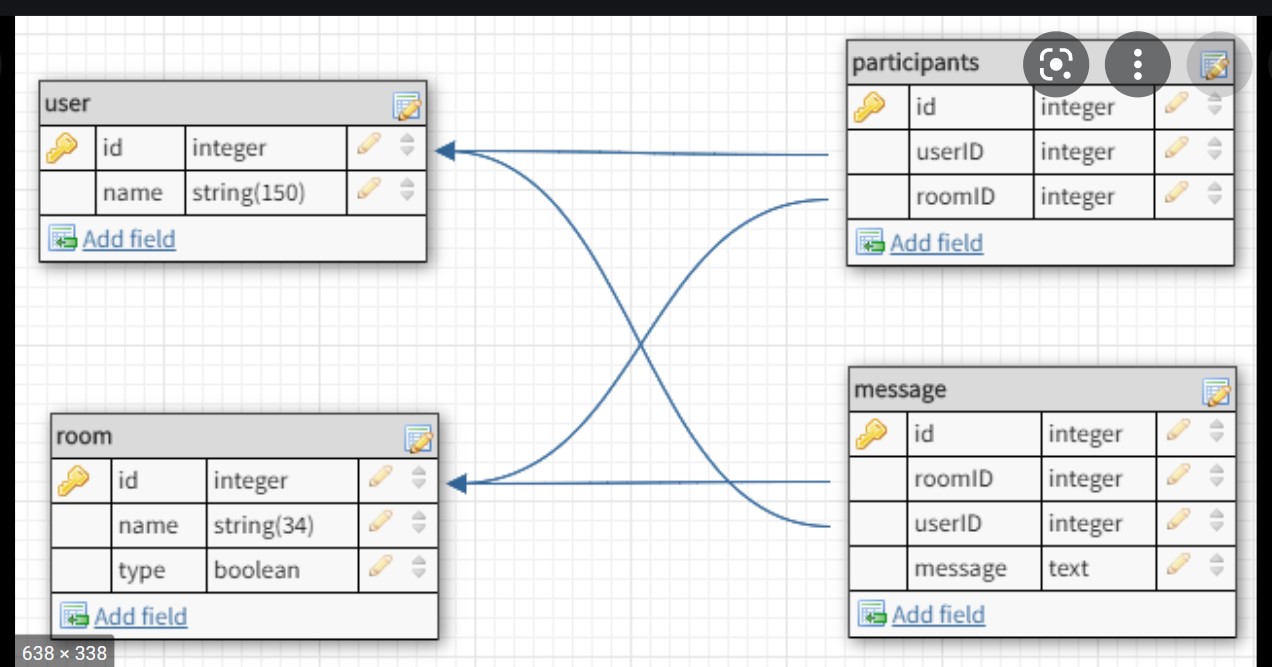 user
id integer
name string(150)
Add field
participants
id integer
userID integer
roomID integer
Add field
room
id integer
name string(34)
type boolean
Add field
message
id integer
roomID integer
userID integer
message text
Add field
638 × 338